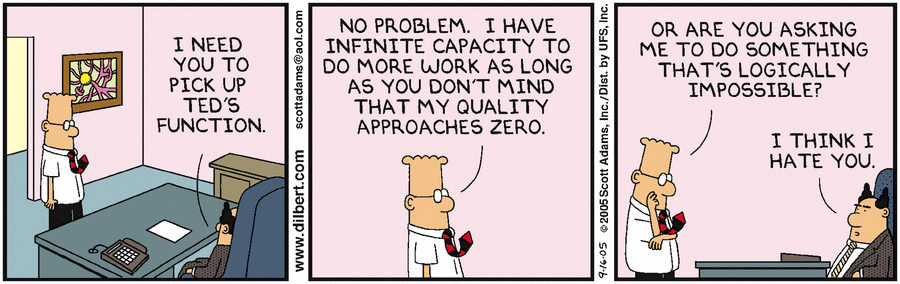 I NEED
YOU TO
PICK UP
TED'S
FUNCTION.
www.dilbert.com scottadams@aol.com
NO PROBLEM. I HAVE
INFINITE CAPACITY TO
DO MORE WORK AS LONG
AS YOU DON'T MIND
THAT MY QUALITY
APPROACHES ZERO.
9-16-05 ©2005 Scott Adams, Inc./Dist. by UFS, Inc.
OR ARE YOU ASKING
ME TO DO SOMETHING
THAT'S LOGICALLY
IMPOSSIBLE?
I THINK I
HATE YOU.